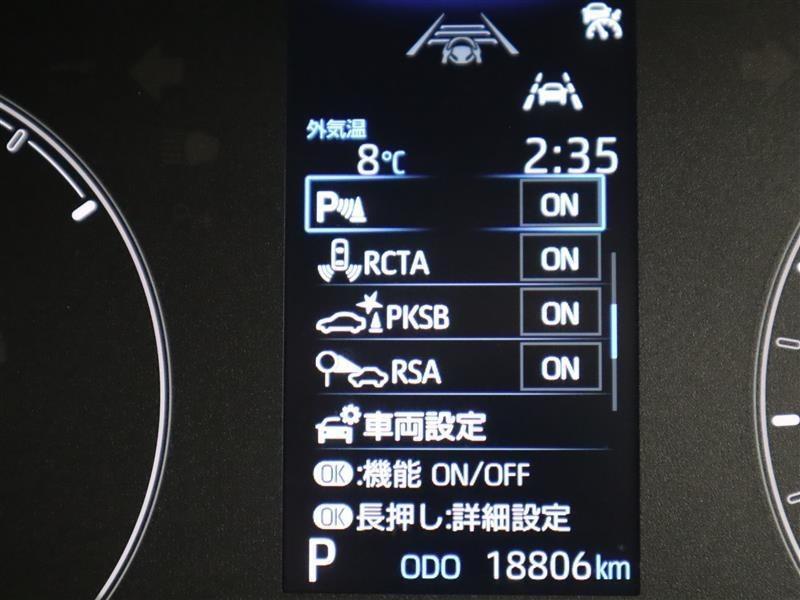 外気温
8℃ 2:35
P ON
RCTA ON
PKSB ON
RSA ON
車両設定
OK:機能 ON/OFF
OK長押し:詳細設定
P ODO 18806km